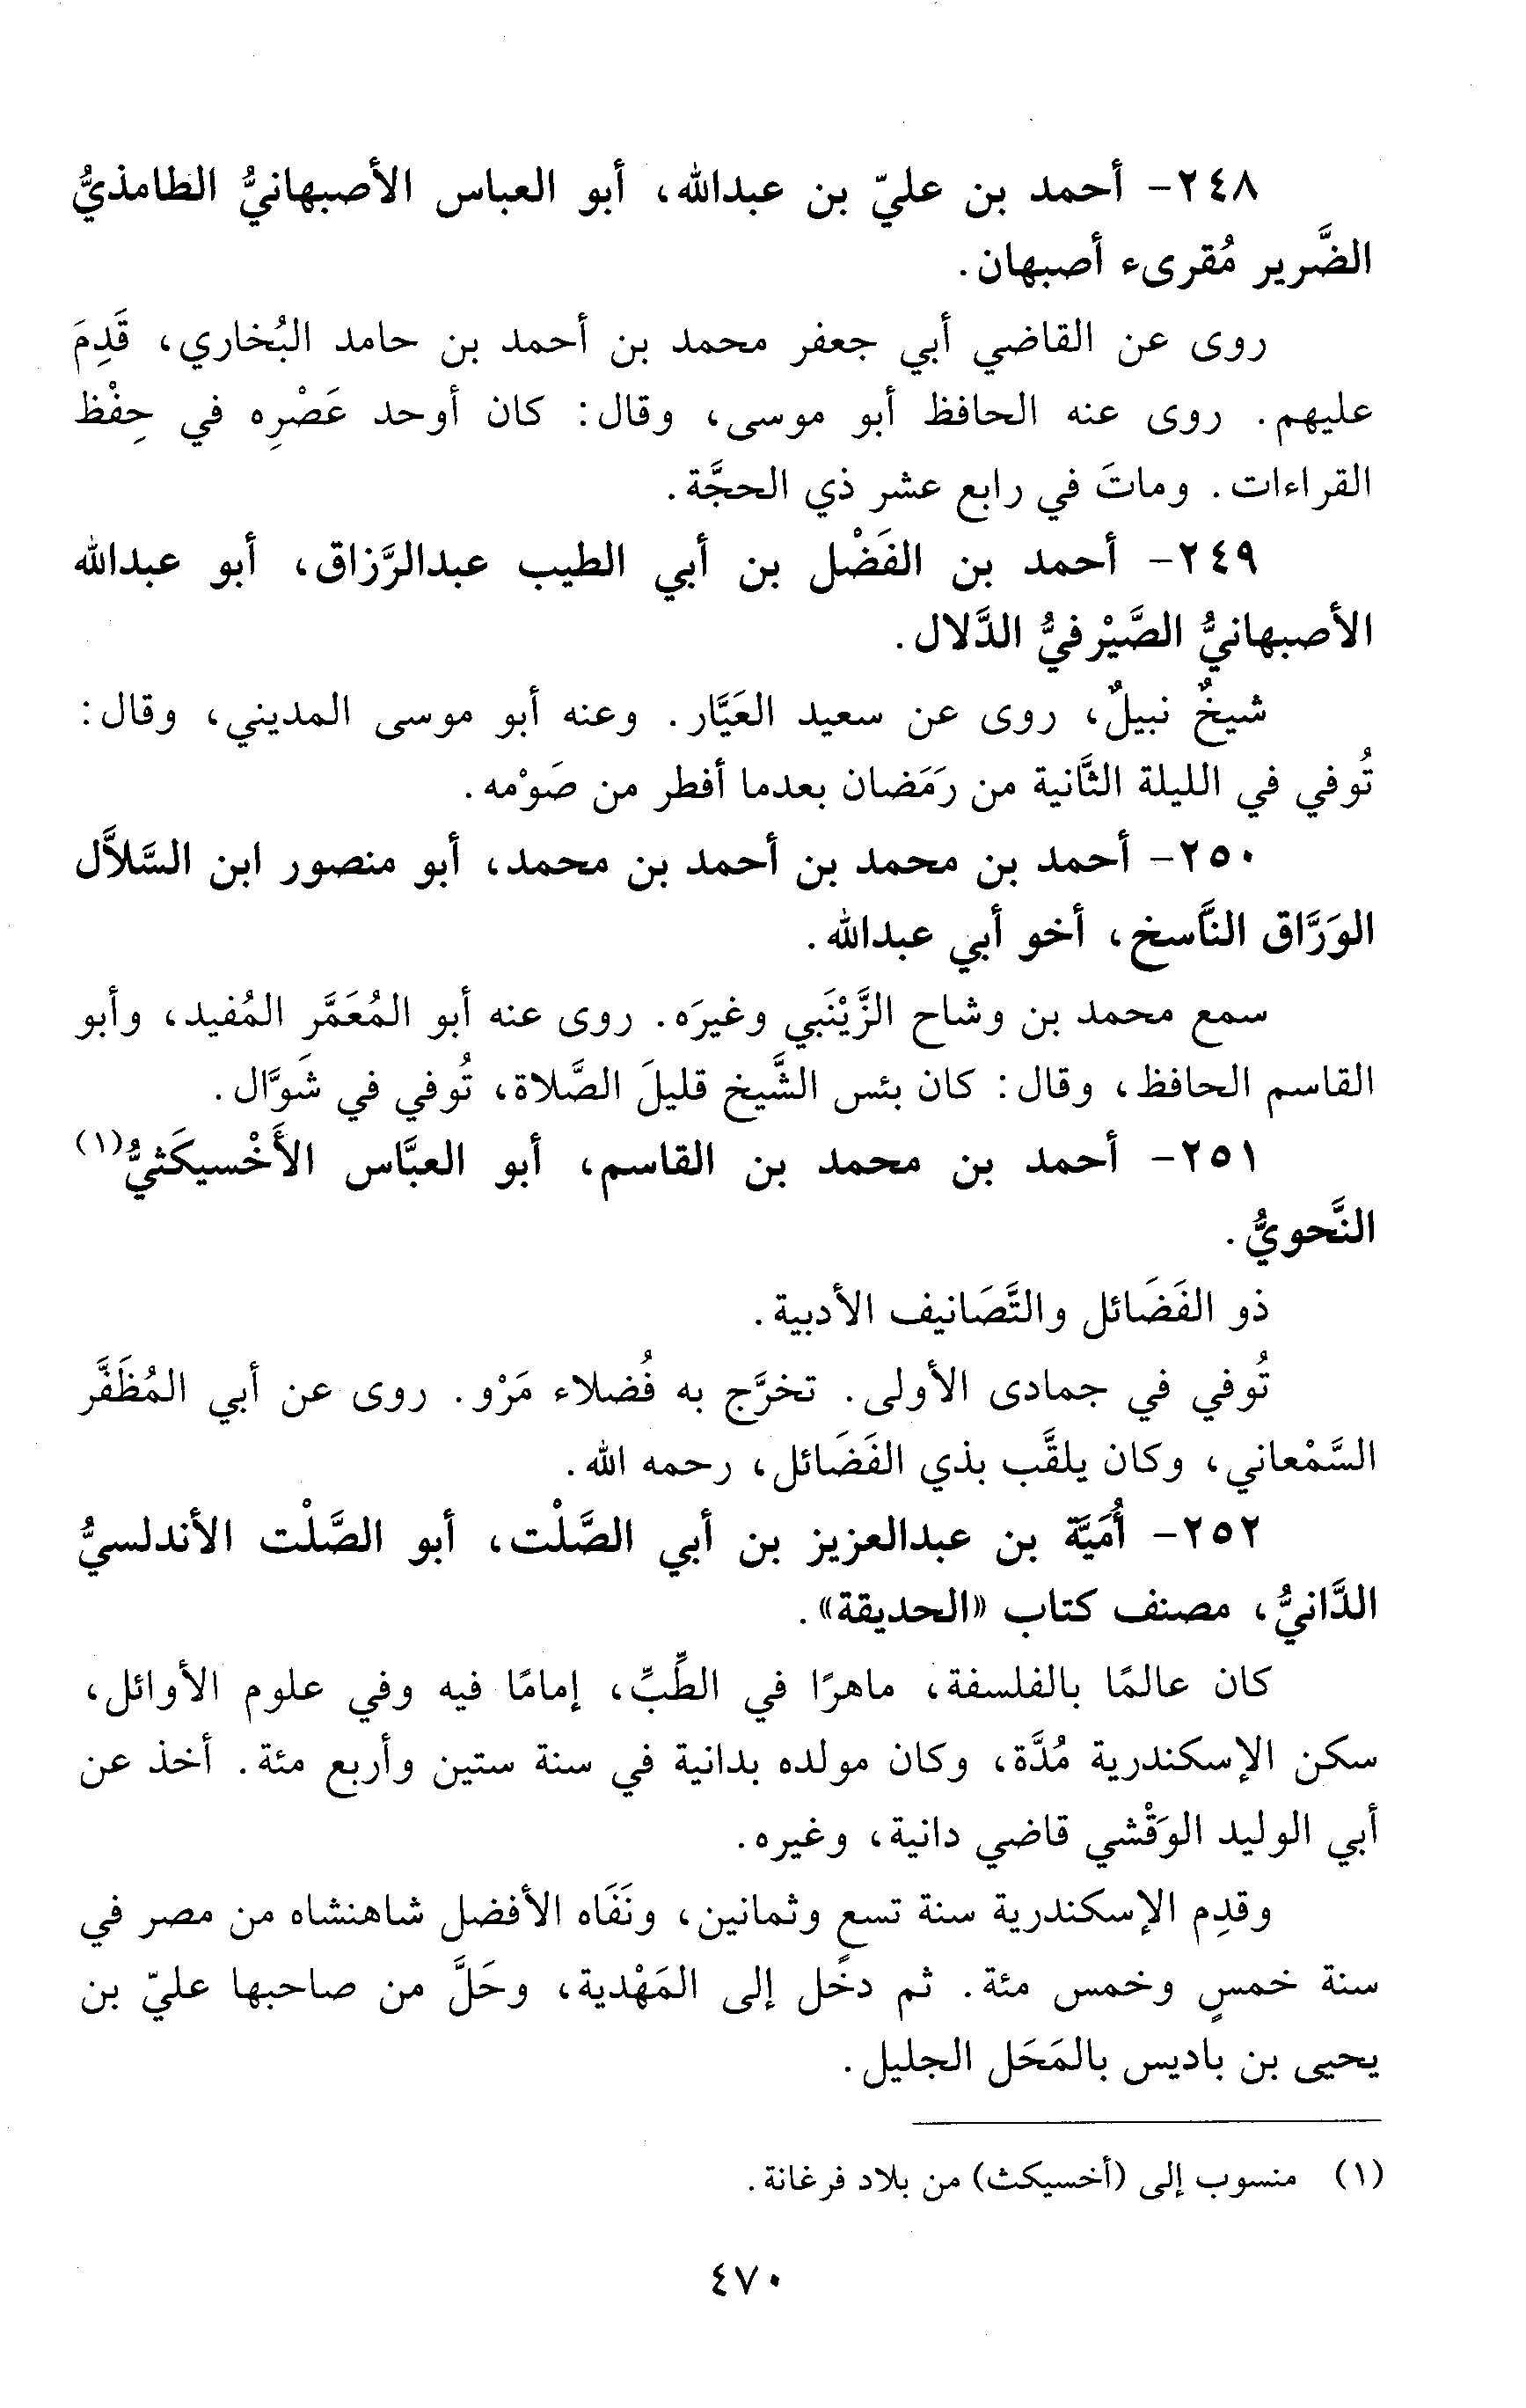 ٢٤٨- أحمد بن عليّ بن عبدالله، أبو العباس الأصبهانيُّ الطامذيُّ
الضَّرير مُقرىء أصبهان.
روى عن القاضي أبي جعفر محمد بن أحمد بن حامد البُخاري، قَدِمَ
عليهم. روى عنه الحافظ أبو موسى، وقال: كان أوحد عَصْرِه في حِفْظ
القراءات. وماتَ في رابع عشر ذي الحجَّة.
٢٤٩- أحمد بن الفَضْل بن أبي الطيب عبدالرَّزاق، أبو عبدالله
الأصبهانيُّ الصَّيْرفيُّ الدَّلال.
شيخٌ نبيلٌ، روى عن سعيد العَيَّار. وعنه أبو موسى المديني، وقال:
تُوفي في الليلة الثَّانية من رَمَضان بعدما أفطر من صَوْمه.
٢٥٠- أحمد بن محمد بن أحمد بن محمد، أبو منصور ابن السَّلاَّل
الوَرَّاق النَّاسخ، أخو أبي عبدالله.
سمع محمد بن وشاح الزَّيْنَبي وغيرَه. روى عنه أبو المُعَمَّر المُفيد، وأبو
القاسم الحافظ، وقال: كان بئس الشَّيخ قليلَ الصَّلاة، تُوفي في شَوَّال.
٢٥١- أحمد بن محمد بن القاسم، أبو العبَّاس الأَخْسيكَثيُّ(١)
النَّحويُّ.
ذو الفَضَائل والتَّصَانيف الأدبية.
تُوفي في جمادى الأولى. تخرَّج به فُضلاء مَرْو. روى عن أبي المُظَفَّر
السَّمْعاني، وكان يلقَّب بذي الفَضَائل، رحمه الله.
٢٥٢- أُمَيَّة بن عبدالعزيز بن أبي الصَّلْت، أبو الصَّلْت الأندلسيُّ
الدَّانيُّ، مصنف كتاب «الحديقة».
كان عالمًا بالفلسفة، ماهرًا في الطِّبِّ، إمامًا فيه وفي علوم الأوائل،
سكن الإسكندرية مُدَّة، وكان مولده بدانية في سنة ستين وأربع مئة. أخذ عن
أبي الوليد الوَقْشي قاضي دانية، وغيره.
وقدِم الإسكندرية سنة تسعٍ وثمانين، ونَفَاه الأفضل شاهنشاه من مصر في
سنة خمسٍ وخمس مئة. ثم دخل إلى المَهْدية، وحَلَّ من صاحبها عليّ بن
يحيى بن باديس بالمَحَل الجليل.
(١) منسوب إلى (أخسيكث) من بلاد فرغانة.
٤٧٠